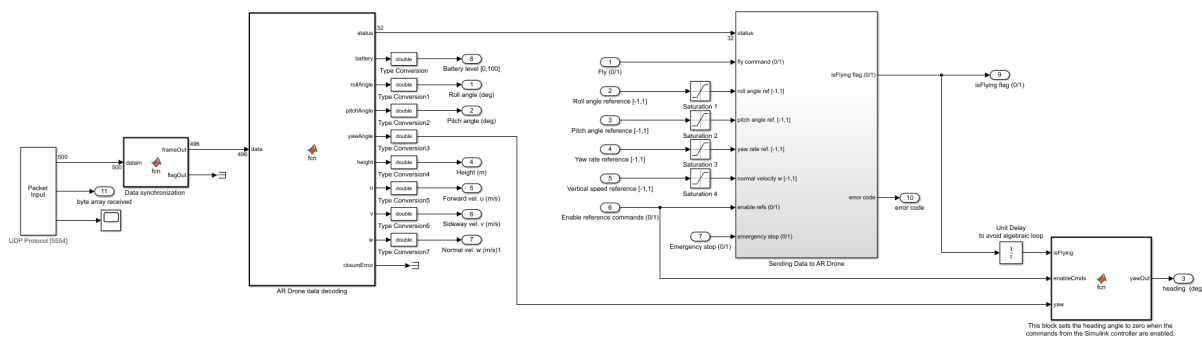 Packet
Input
UDP Protocol [5554]
500
500
dataIn
fcn
frameOut
flagOut
Data synchronization
11
byte array received
496
496
data
fcn
status
battery
rollAngle
pitchAngle
yawAngle
height
u
v
w
cksumError
AR Drone data decoding
32
double
Type Conversion
8
Battery level [0,100]
double
Type Conversion1
1
Roll angle (deg)
double
Type Conversion2
2
Pitch angle (deg)
double
Type Conversion3
double
Type Conversion4
4
Height (m)
double
Type Conversion5
5
Forward vel. u (m/s)
double
Type Conversion6
6
Sideway vel. v (m/s)
double
Type Conversion7
7
Normal vel. w (m/s)1
1
Fly (0/1)
2
Roll angle reference [-1,1]
Saturation 1
3
Pitch angle reference [-1,1]
Saturation 2
4
Yaw rate reference [-1,1]
Saturation 3
5
Vertical speed reference [-1,1]
Saturation 4
6
Enable reference commands (0/1)
7
Emergency stop (0/1)
32
status
fly command (0/1)
roll angle ref [-1,1]
pitch angle ref. [-1,1]
yaw rate ref. [-1,1]
normal velocity w [-1,1]
enable refs (0/1)
emergency stop (0/1)
isFlying flag (0/1)
error code
Sending Data to AR Drone
9
isFlying flag (0/1)
10
error code
Unit Delay
to avoid algebraic loop
1
z
isFlying
enableCmds
yaw
fcn
yawOut
3
heading (deg
This block sets the heading angle to zero when the
commands from the Simulink controller are enabled.